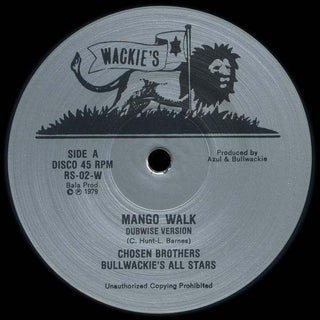 WACKIE'S
SIDE A
DISCO 45 RPM
RS-02-W
Bala Prod.
© ℗ 1979
Produced by
Azul & Bullwackie
MANGO WALK
DUBWISE VERSION
(C. Hunt-L. Barnes)
CHOSEN BROTHERS
BULLWACKIE'S ALL STARS
Unauthorized Copying Prohibited